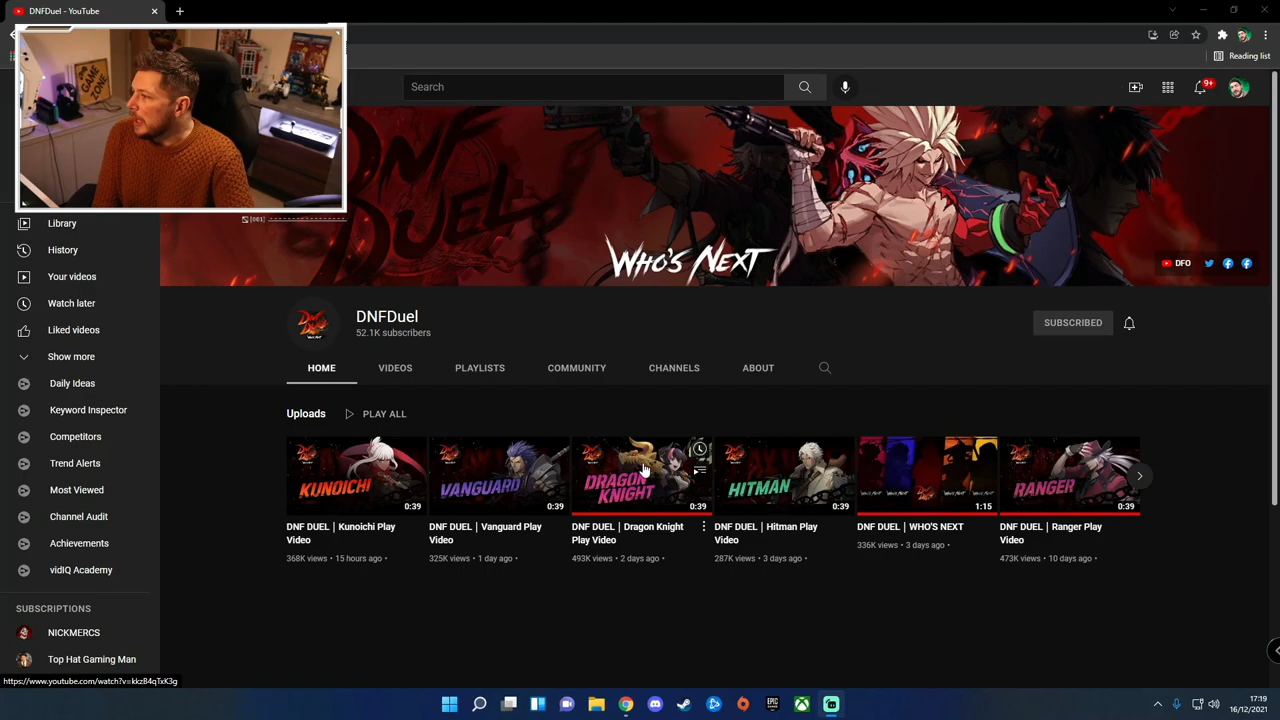 DNFDuel - YouTube
Reading list
GAME
ZONE
[001]
Search
9+
WHO'S NEXT
DFO
Library
History
Your videos
Watch later
Liked videos
Show more
Daily Ideas
Keyword Inspector
Competitors
Trend Alerts
Most Viewed
Channel Audit
Achievements
vidIQ Academy
SUBSCRIPTIONS
NICKMERCS
Top Hat Gaming Man
DNFDuel
52.1K subscribers
SUBSCRIBED
HOME VIDEOS PLAYLISTS COMMUNITY CHANNELS ABOUT
Uploads PLAY ALL
KUNOICHI
0:39
DNF DUEL | Kunoichi Play
Video
368K views • 15 hours ago •
VANGUARD
0:39
DNF DUEL | Vanguard Play
Video
325K views • 1 day ago •
DRAGON
KNIGHT
0:39
DNF DUEL | Dragon Knight
Play Video
493K views • 2 days ago •
HITMAN
0:39
DNF DUEL | Hitman Play
Video
287K views • 3 days ago •
1:15
DNF DUEL | WHO'S NEXT
336K views • 3 days ago •
RANGER
0:39
DNF DUEL | Ranger Play
Video
473K views • 10 days ago •
https://www.youtube.com/watch?v=kkzB4qTxK3g
EPIC
GAMES
17:19
16/12/2021